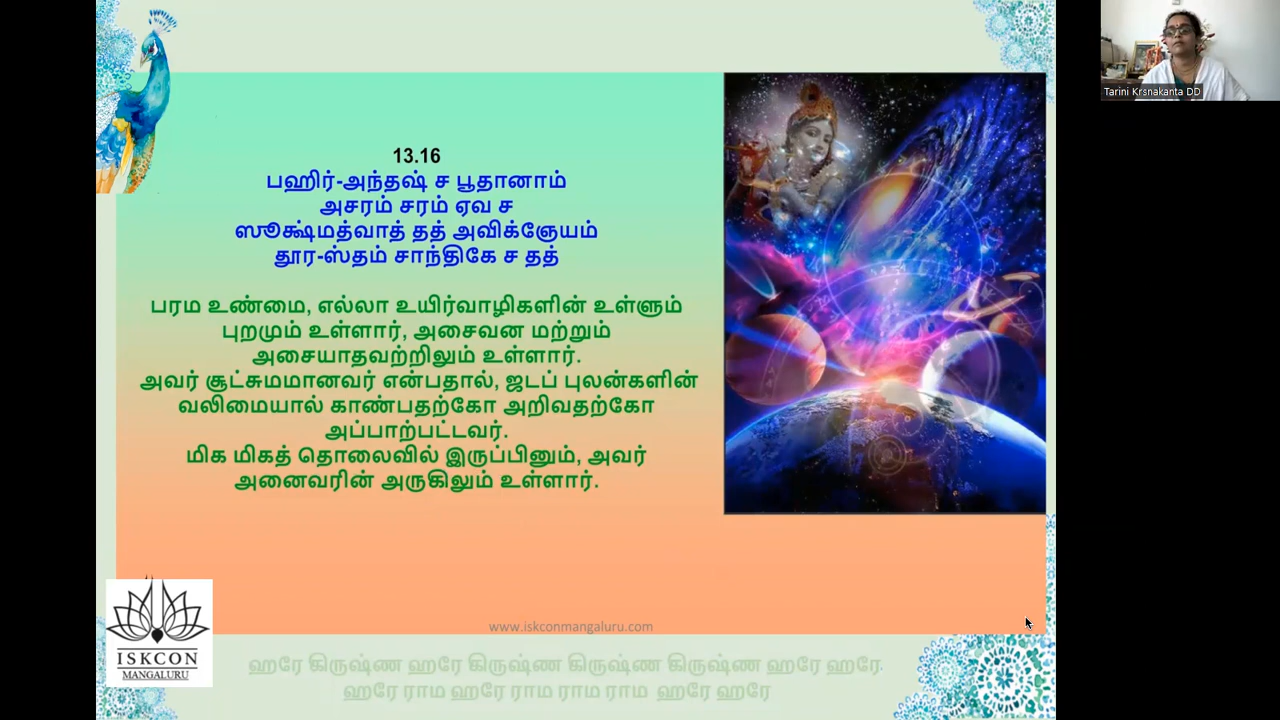 Tarini Krsnakanta DD
13.16
பஹிர்-அந்தஷ் ச பூதானாம்
அசரம் சரம் ஏவ ச
ஸூக்ஷ்மத்வாத் தத் அவிக்ஞேயம்
தூர-ஸ்தம் சாந்திகே ச தத்
பரம உண்மை, எல்லா உயிர்வாழிகளின் உள்ளும்
புறமும் உள்ளார், அசைவன மற்றும்
அசையாதவற்றிலும் உள்ளார்.
அவர் சூட்சுமமானவர் என்பதால், ஜடப் புலன்களின்
வலிமையால் காண்பதற்கோ அறிவதற்கோ
அப்பாற்பட்டவர்.
மிக மிகத் தொலைவில் இருப்பினும், அவர்
அனைவரின் அருகிலும் உள்ளார்.
www.iskconmangaluru.com
ISKCON
MANGALURU
ஹரே கிருஷ்ண ஹரே கிருஷ்ண கிருஷ்ண கிருஷ்ண ஹரே ஹரே
ஹரே ராம ஹரே ராம ராம ராம ஹரே ஹரே